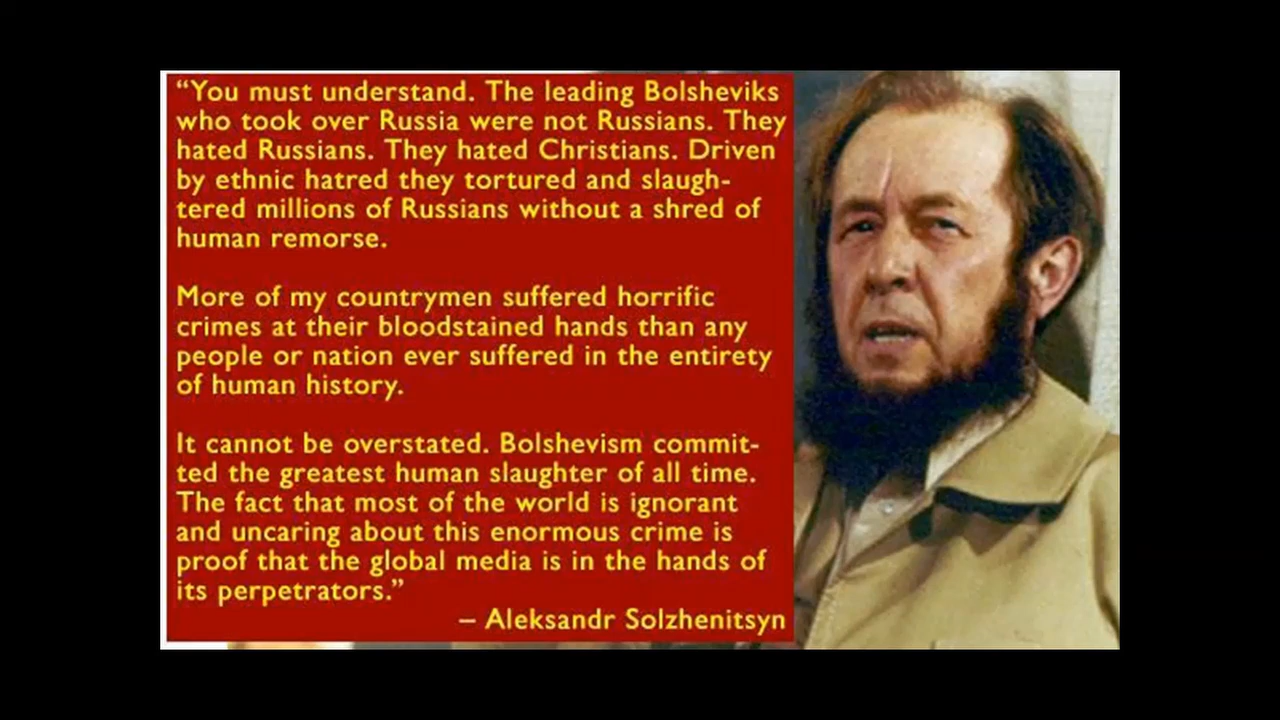 “You must understand. The leading Bolsheviks
who took over Russia were not Russians. They
hated Russians. They hated Christians. Driven
by ethnic hatred they tortured and slaugh-
tered millions of Russians without a shred of
human remorse.
More of my countrymen suffered horrific
crimes at their bloodstained hands than any
people or nation ever suffered in the entirety
of human history.
It cannot be overstated. Bolshevism commit-
ted the greatest human slaughter of all time.
The fact that most of the world is ignorant
and uncaring about this enormous crime is
proof that the global media is in the hands of
its perpetrators.”
– Aleksandr Solzhenitsyn